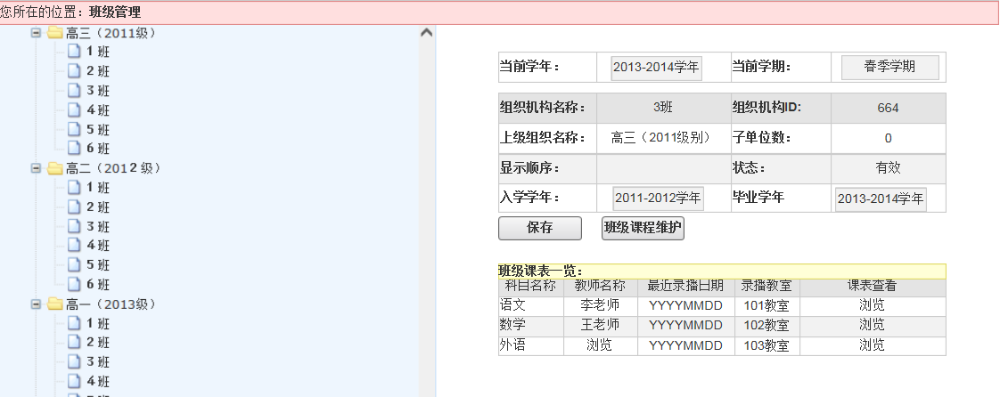 您所在的位置：班级管理
高三（2011级）
1 班
2 班
3 班
4 班
5 班
6 班
高二（2012 级）
1 班
2 班
3 班
4 班
5 班
6 班
高一（2013级）
1 班
2 班
3 班
4 班
当前学年： 2013-2014学年 当前学期： 春季学期
组织机构名称： 3班 组织机构ID: 664
上级组织名称： 高三（2011级别） 子单位数： 0
显示顺序： 状态： 有效
入学学年： 2011-2012学年 毕业学年 2013-2014学年
保存 班级课程维护
班级课表一览：
科目名称 教师名称 最近录播日期 录播教室 课表查看
语文 李老师 YYYYMMDD 101教室 浏览
数学 王老师 YYYYMMDD 102教室 浏览
外语 浏览 YYYYMMDD 103教室 浏览